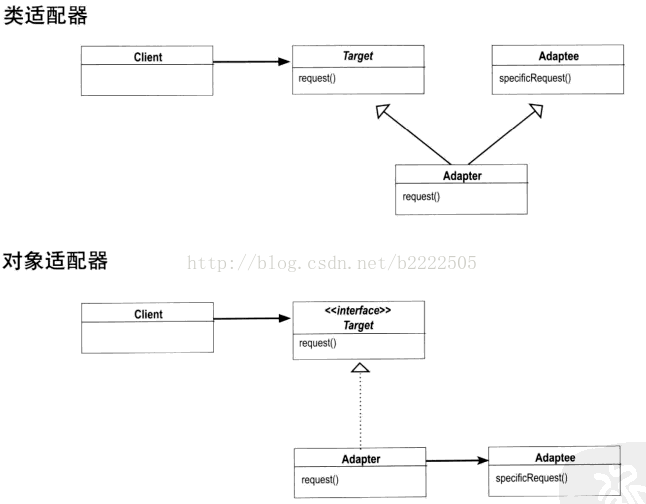 类适配器
Client
Target
Adaptee
request()
specificRequest()
Adapter
request()
对象适配器
http://blog.csdn.net/b2222505
Client
<<interface>>
Target
request()
Adapter
Adaptee
request()
specificRequest()